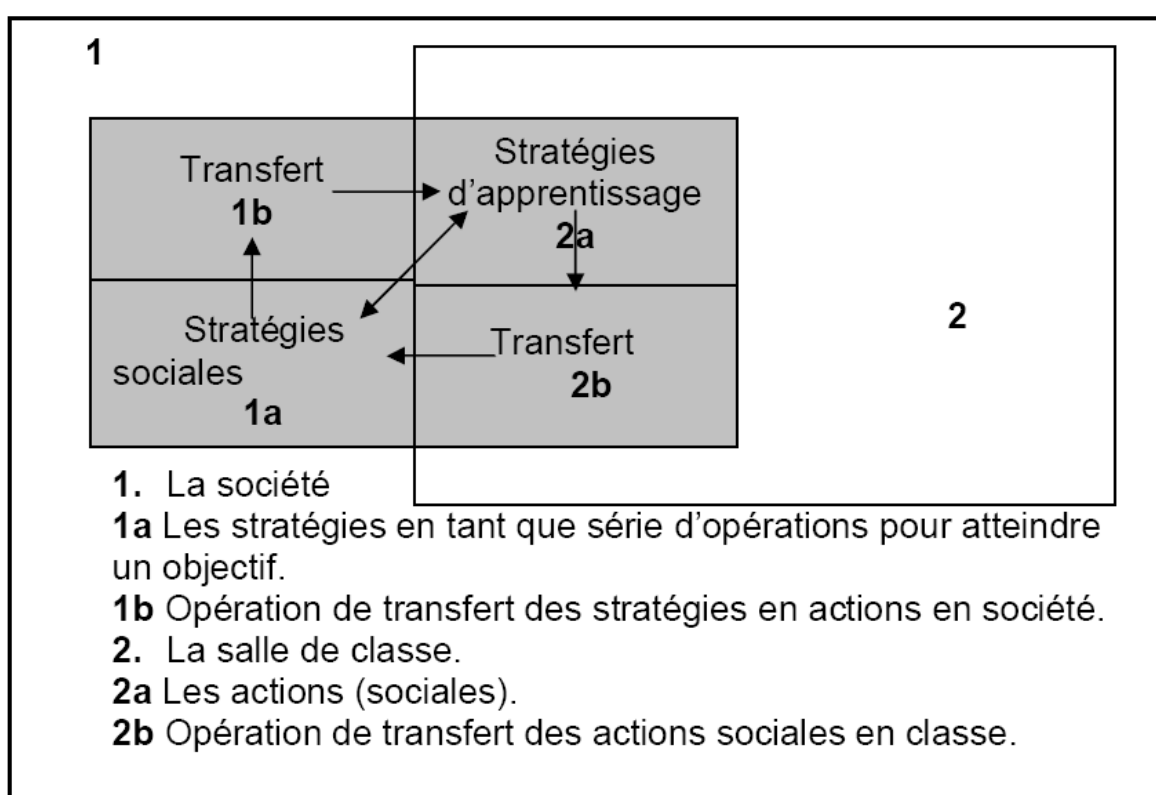 1
Transfert
1b
Stratégies
d'apprentissage
2a
Stratégies
sociales
1a
Transfert
2b
2
1. La société
1a Les stratégies en tant que série d'opérations pour atteindre
un objectif.
1b Opération de transfert des stratégies en actions en société.
2. La salle de classe.
2a Les actions (sociales).
2b Opération de transfert des actions sociales en classe.